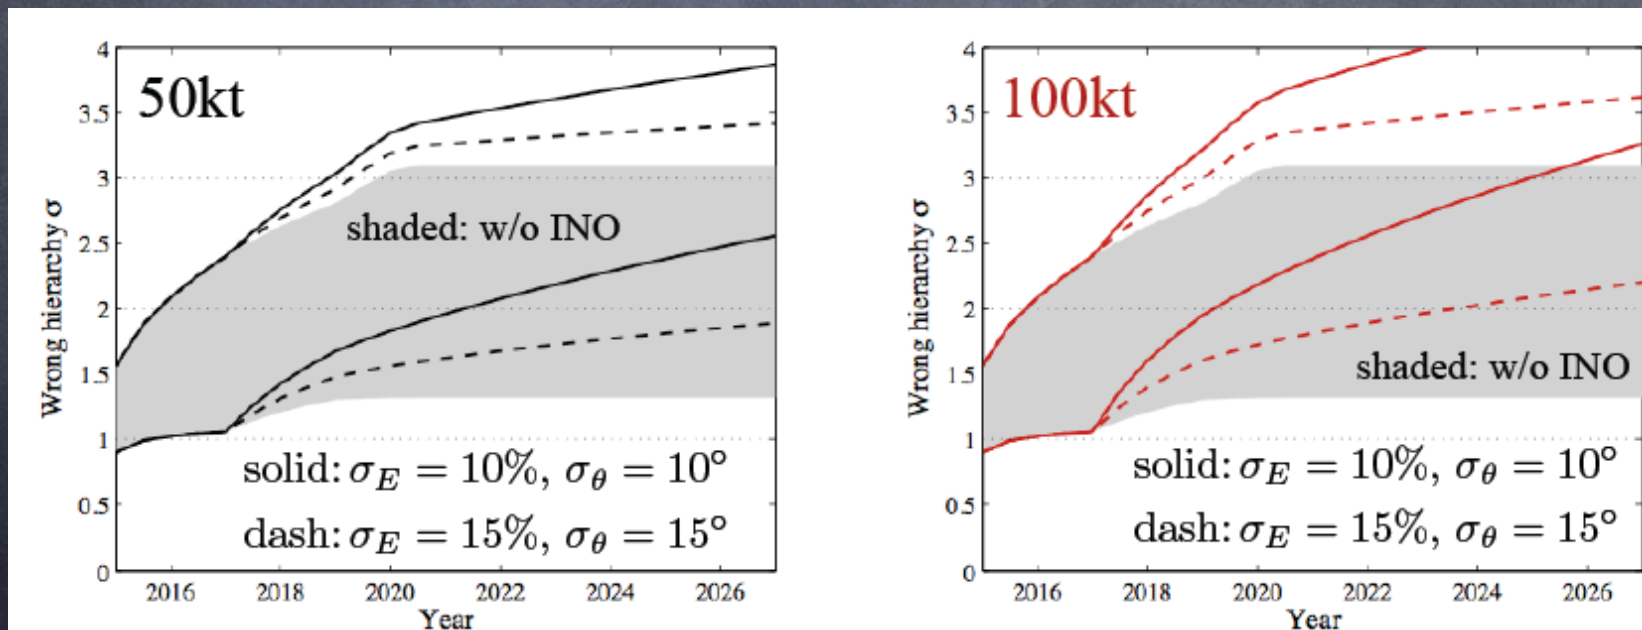 4
3.5
3
2.5
2
1.5
1
0.5
0
Wrong hierarchy σ
50kt
shaded: w/o INO
solid: σ_E = 10%, σ_θ = 10°
dash: σ_E = 15%, σ_θ = 15°
2016 2018 2020 2022 2024 2026
Year
4
3.5
3
2.5
2
1.5
1
0.5
0
Wrong hierarchy σ
100kt
shaded: w/o INO
solid: σ_E = 10%, σ_θ = 10°
dash: σ_E = 15%, σ_θ = 15°
2016 2018 2020 2022 2024 2026
Year